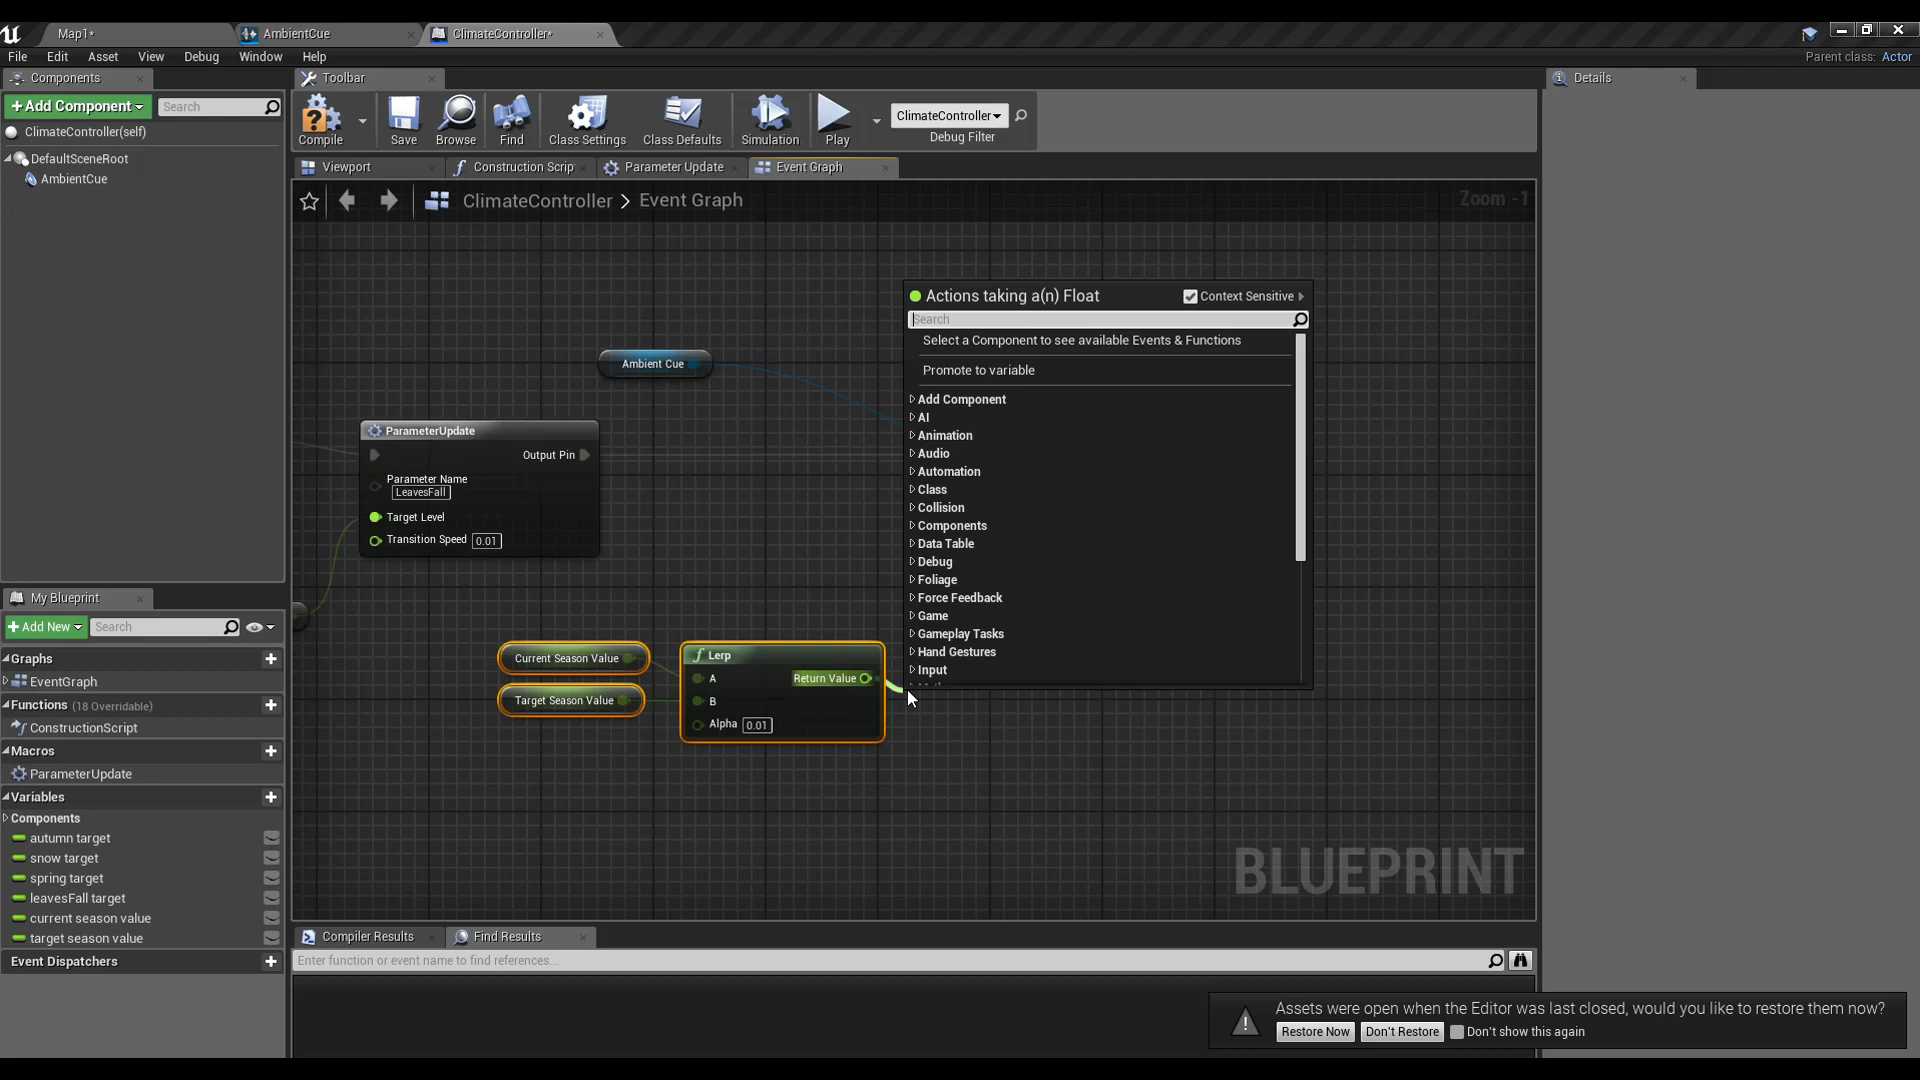 Map1*
AmbientCue
ClimateController*
File
Edit
Asset
View
Debug
Window
Help
Parent class: Actor
Components
Toolbar
Details
+Add Component
Search
ClimateController(self)
DefaultSceneRoot
AmbientCue
Compile
Save
Browse
Find
Class Settings
Class Defaults
Simulation
Play
ClimateController
Debug Filter
Viewport
Construction Scrip
Parameter Update
Event Graph
ClimateController > Event Graph
Zoom -1
Actions taking a(n) Float
Context Sensitive
Search
Select a Component to see available Events & Functions
Promote to variable
Add Component
AI
Animation
Audio
Automation
Class
Collision
Components
Data Table
Debug
Foliage
Force Feedback
Game
Gameplay Tasks
Hand Gestures
Input
Ambient Cue
ParameterUpdate
Output Pin
Parameter Name
LeavesFall
Target Level
Transition Speed 0.01
Current Season Value
Target Season Value
Lerp
A
Return Value
B
Alpha 0.01
BLUEPRINT
My Blueprint
+Add New
Search
Graphs
EventGraph
Functions (18 Overridable)
ConstructionScript
Macros
ParameterUpdate
Variables
Components
autumn target
snow target
spring target
leavesFall target
current season value
target season value
Event Dispatchers
Compiler Results
Find Results
Enter function or event name to find references...
Assets were open when the Editor was last closed, would you like to restore them now?
Restore Now
Don't Restore
Don't show this again